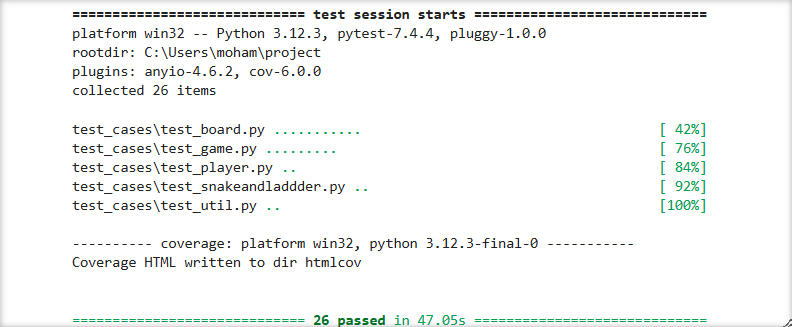 ============================ test session starts ============================
platform win32 -- Python 3.12.3, pytest-7.4.4, pluggy-1.0.0
rootdir: C:\Users\moham\project
plugins: anyio-4.6.2, cov-6.0.0
collected 26 items
test_cases\test_board.py ........... [ 42%]
test_cases\test_game.py ......... [ 76%]
test_cases\test_player.py .. [ 84%]
test_cases\test_snakeandladdder.py .. [ 92%]
test_cases\test_util.py .. [100%]
---------- coverage: platform win32, python 3.12.3-final-0 -----------
Coverage HTML written to dir htmlcov
============================ 26 passed in 47.05s ============================